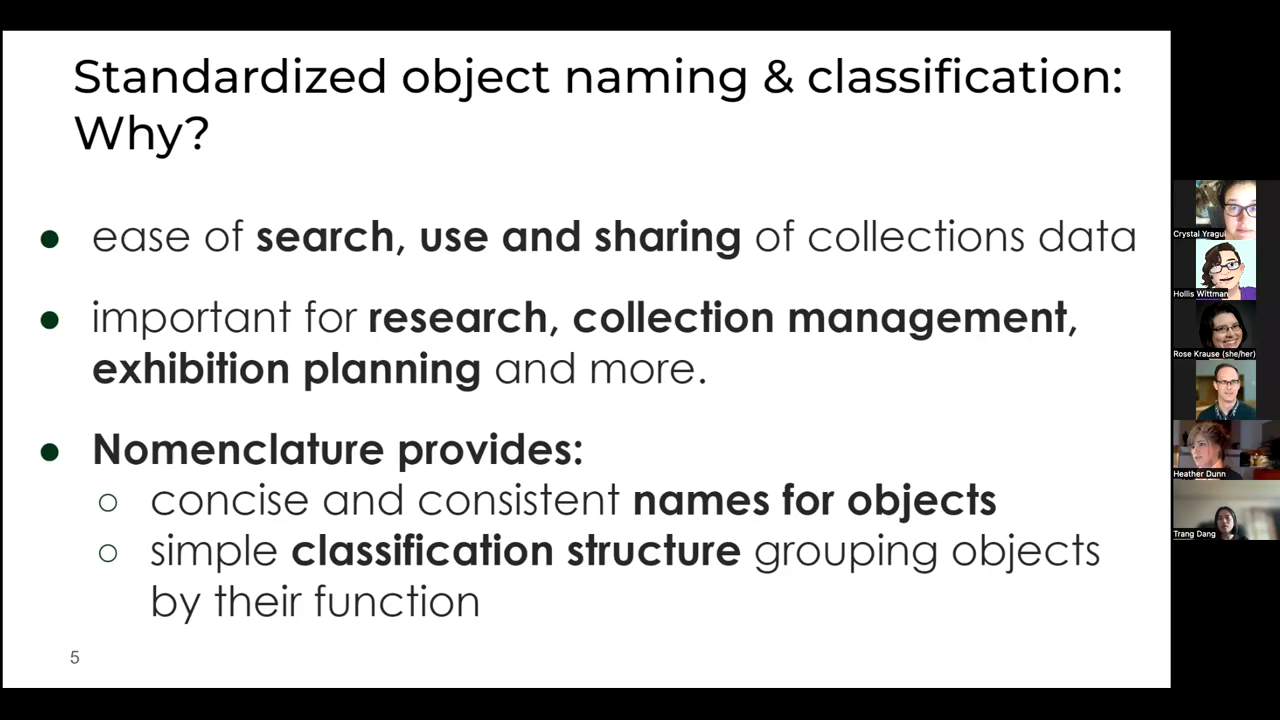 Standardized object naming & classification:
Why?
● ease of search, use and sharing of collections data
● important for research, collection management,
exhibition planning and more.
● Nomenclature provides:
○ concise and consistent names for objects
○ simple classification structure grouping objects
by their function
5
Crystal Yragui
Hollis Wittman
Rose Krause (she/her)
Heather Dunn
Trang Dang